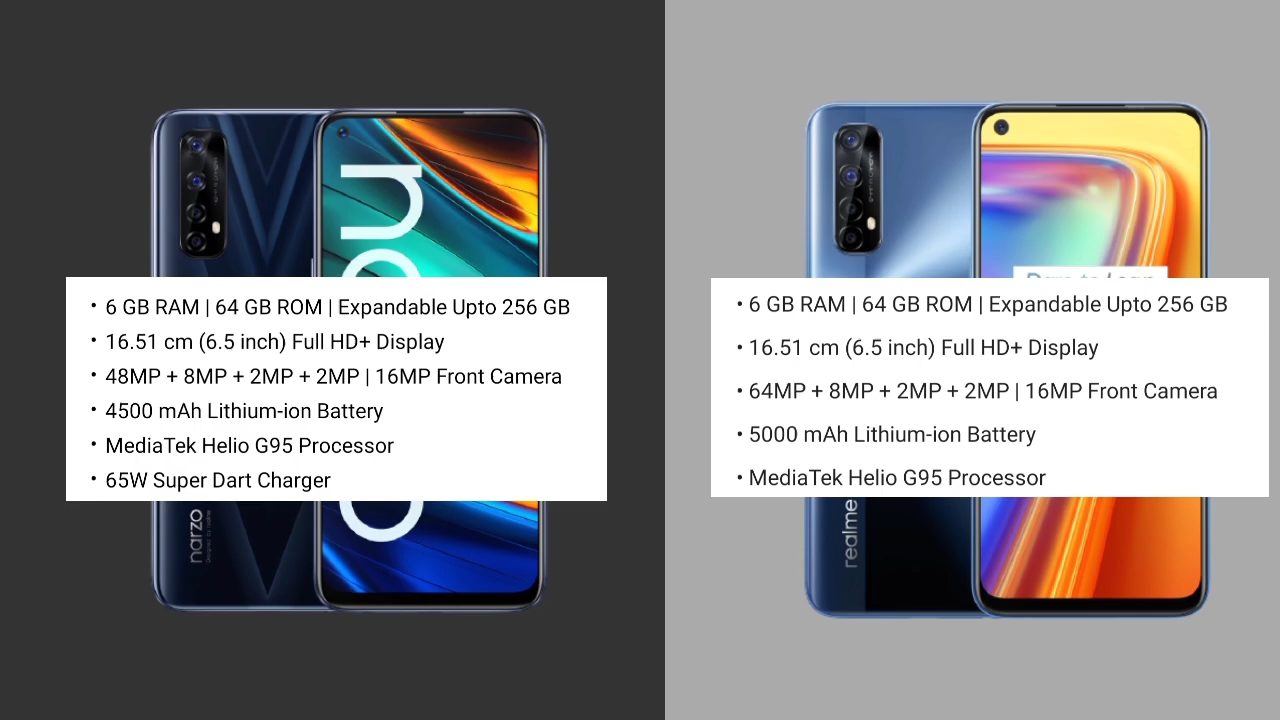 • 6 GB RAM | 64 GB ROM | Expandable Upto 256 GB
• 16.51 cm (6.5 inch) Full HD+ Display
• 48MP + 8MP + 2MP + 2MP | 16MP Front Camera
• 4500 mAh Lithium-ion Battery
• MediaTek Helio G95 Processor
• 65W Super Dart Charger
narzo
• 6 GB RAM | 64 GB ROM | Expandable Upto 256 GB
• 16.51 cm (6.5 inch) Full HD+ Display
• 64MP + 8MP + 2MP + 2MP | 16MP Front Camera
• 5000 mAh Lithium-ion Battery
• MediaTek Helio G95 Processor
realme